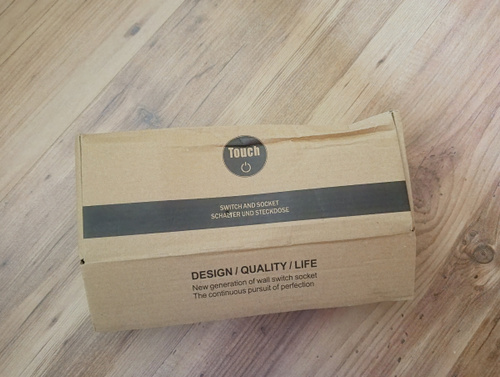 Touch
SWITCH AND SOCKET
SCHALTER UND STECKDOSE
DESIGN / QUALITY / LIFE
New generation of wall switch socket
The continuous pursuit of perfection